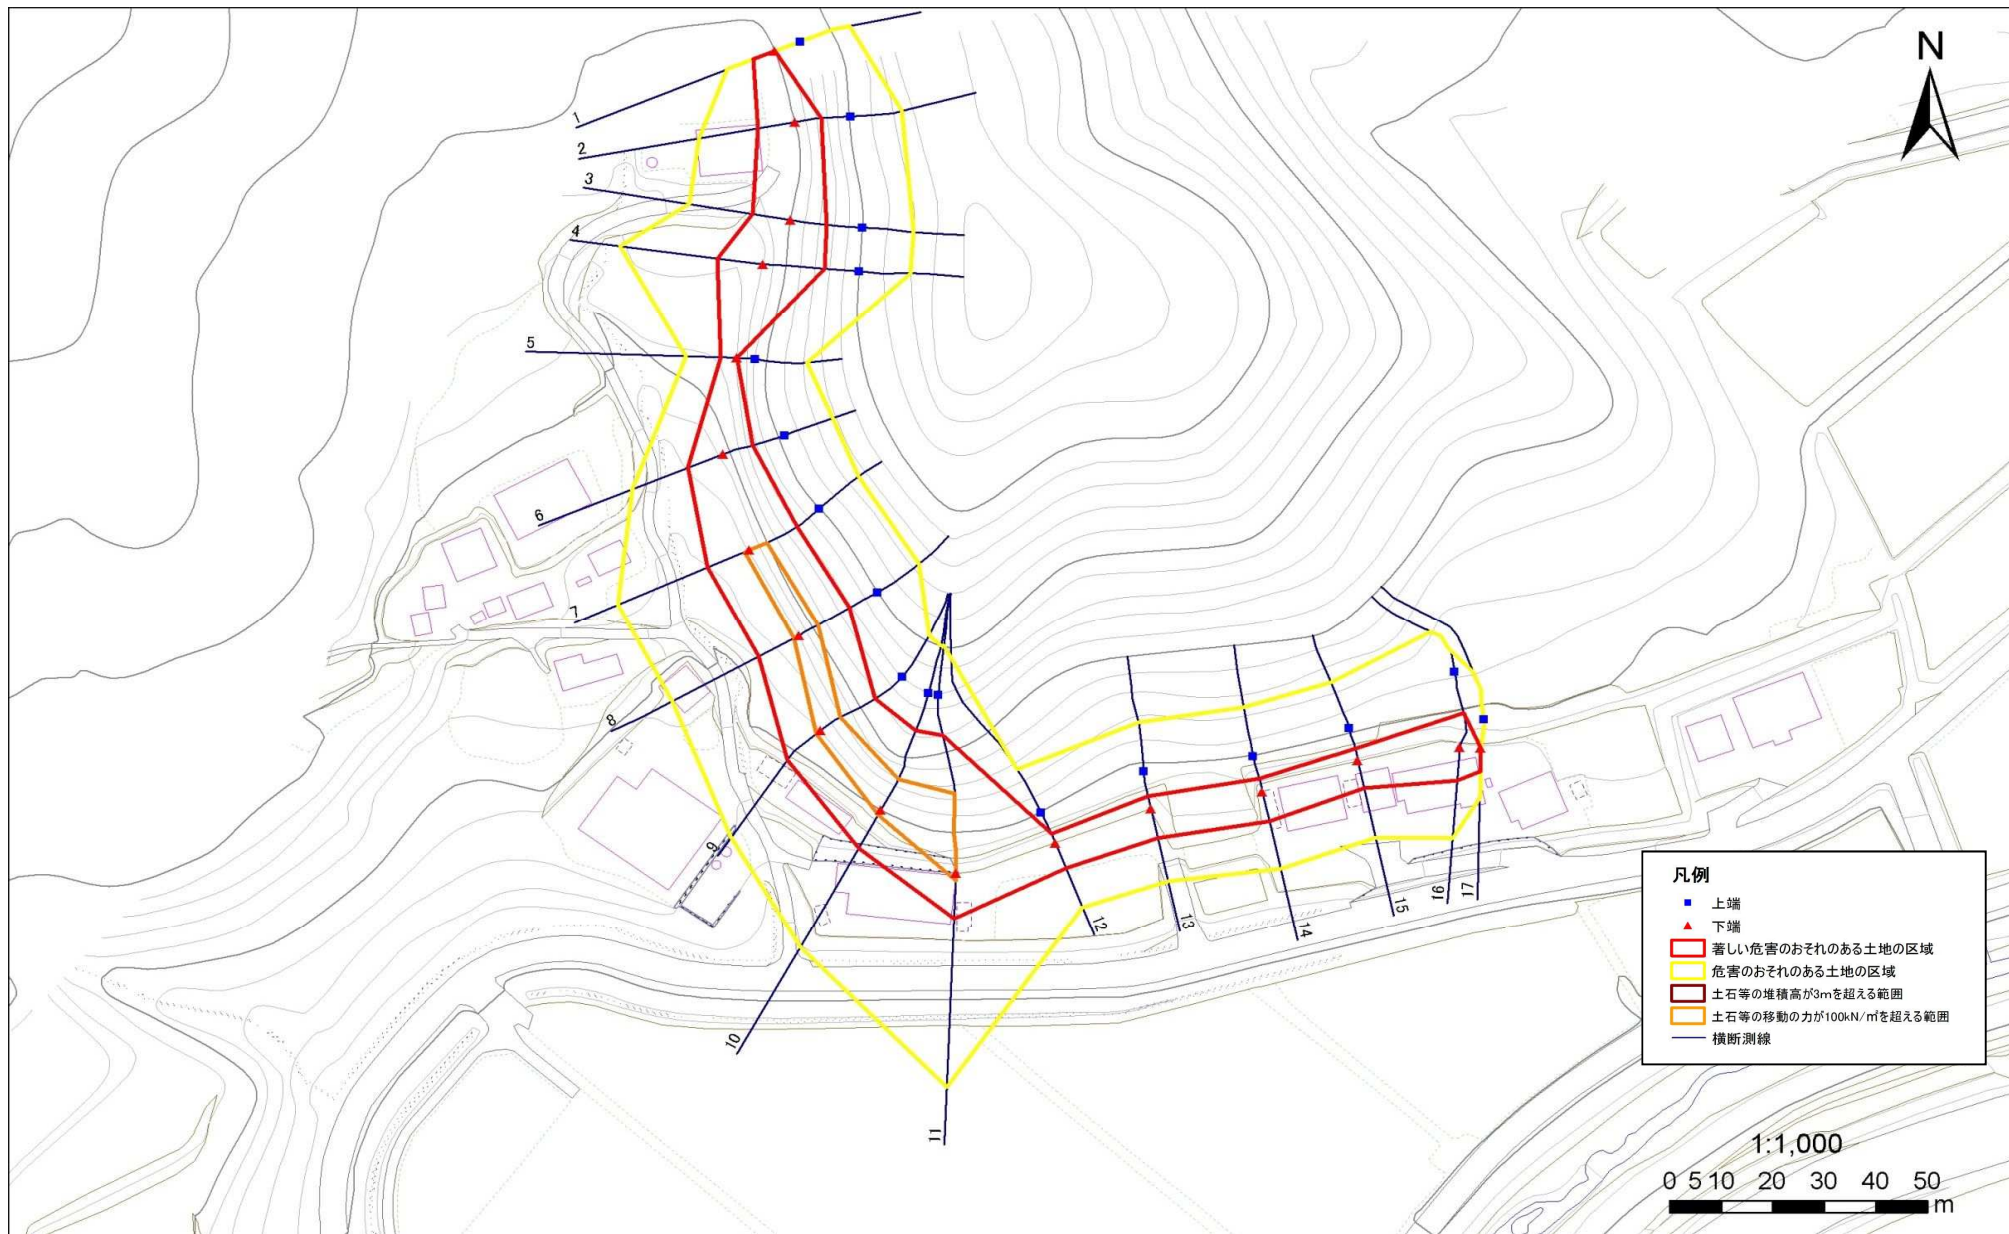 N
1
2
3
4
5
6
7
8
9
10
11
12
13
14
15
16
17
凡例
上端
下端
著しい危害のおそれのある土地の区域
危害のおそれのある土地の区域
土石等の堆積高が3mを超える範囲
土石等の移動の力が100kN/㎡を超える範囲
横断測線
1:1,000
0 5 10 20 30 40 50
m